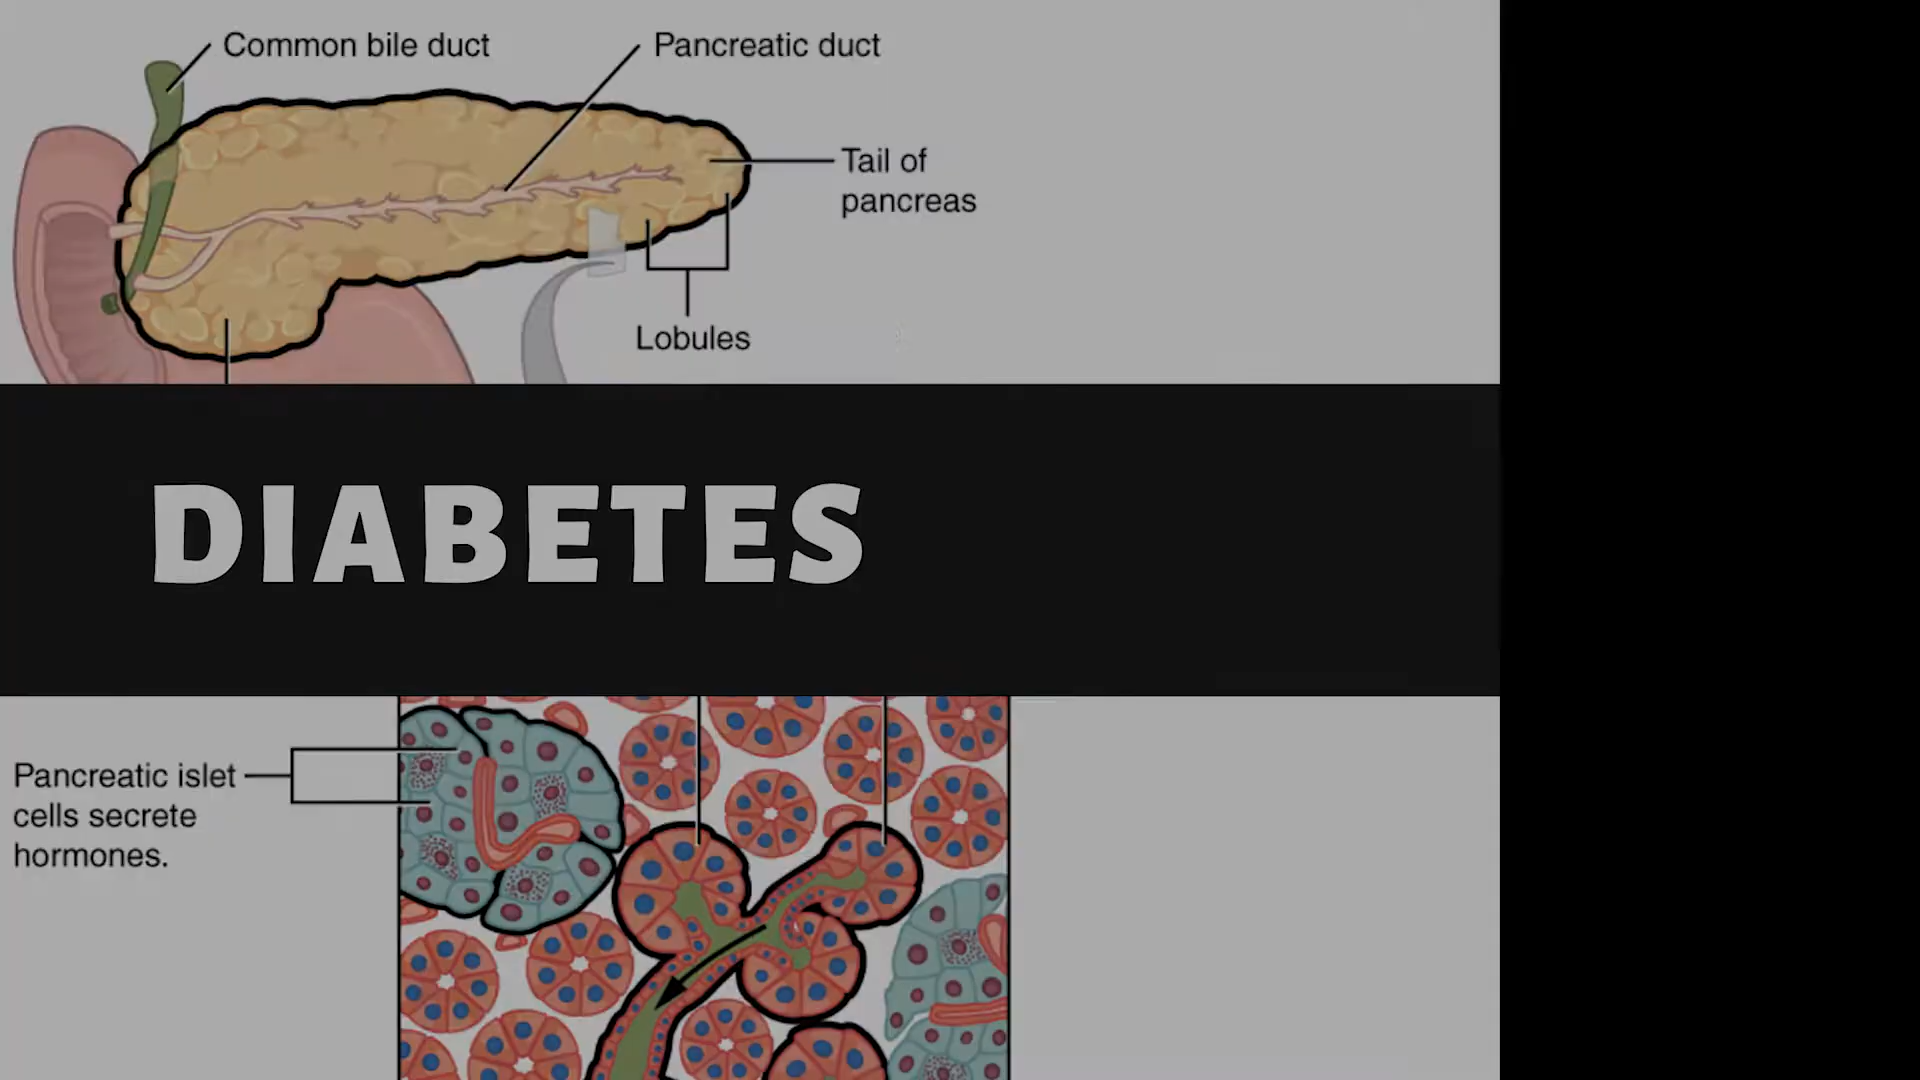 Common bile duct
Pancreatic duct
Tail of
pancreas
Lobules
DIABETES
Pancreatic islet
cells secrete
hormones.